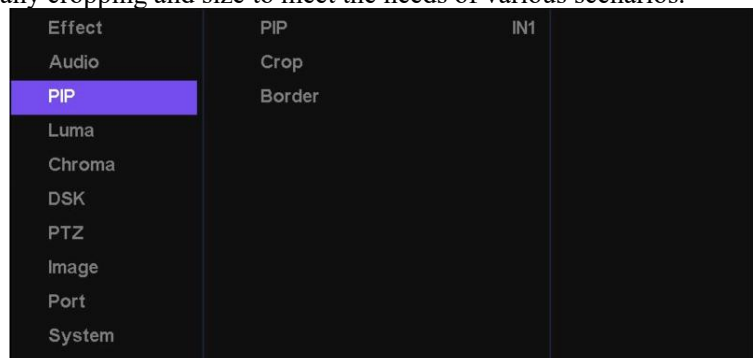 any cropping and size to meet the needs of various scenarios.
Effect PIP IN1
Audio Crop
PIP Border
Luma
Chroma
DSK
PTZ
Image
Port
System